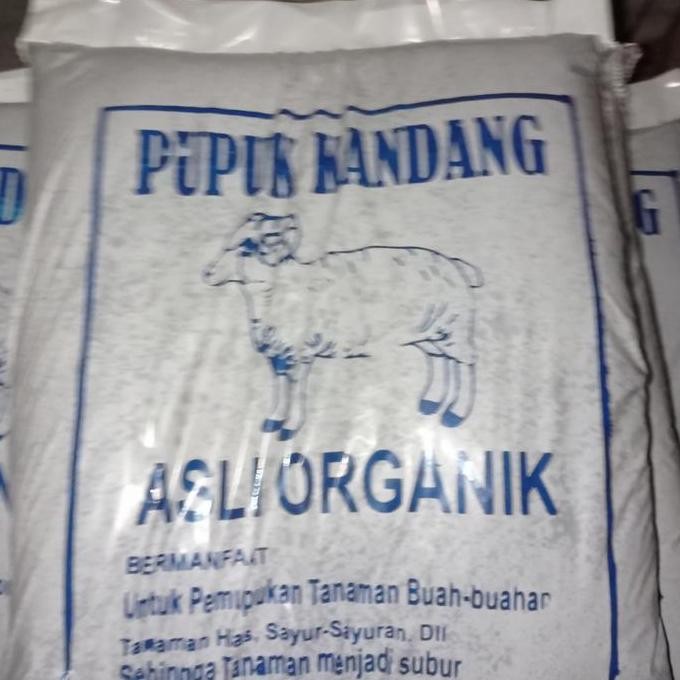 PUPUK KANDANG
ASLI ORGANIK
BERMANFAAT
Untuk Pemupukan Tanaman Buah-buahan
Tanaman Hias, Sayur-Sayuran, Dll
Sehingga Tanaman menjadi subur
D
G